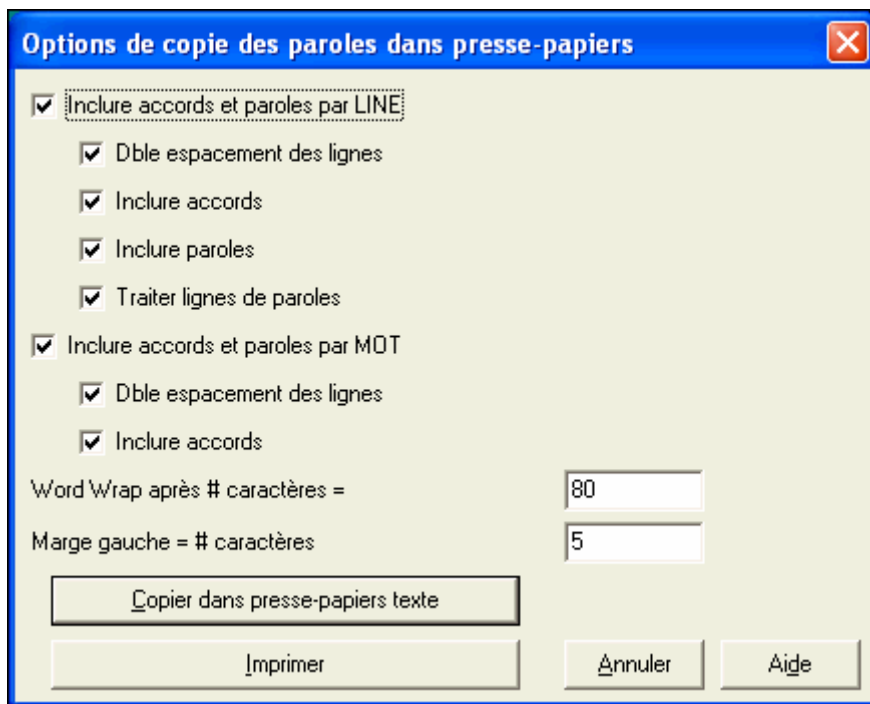 Options de copie des paroles dans presse-papiers
Inclure accords et paroles par LINE
Dble espacement des lignes
Inclure accords
Inclure paroles
Traiter lignes de paroles
Inclure accords et paroles par MOT
Dble espacement des lignes
Inclure accords
Word Wrap après # caractères = 80
Marge gauche = # caractères 5
Copier dans presse-papiers texte
Imprimer Annuler Aide